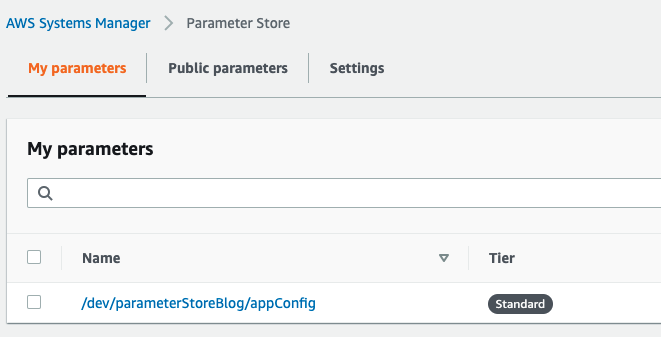 AWS Systems Manager > Parameter Store
My parameters Public parameters Settings
My parameters
Name Tier
/dev/parameterStoreBlog/appConfig Standard